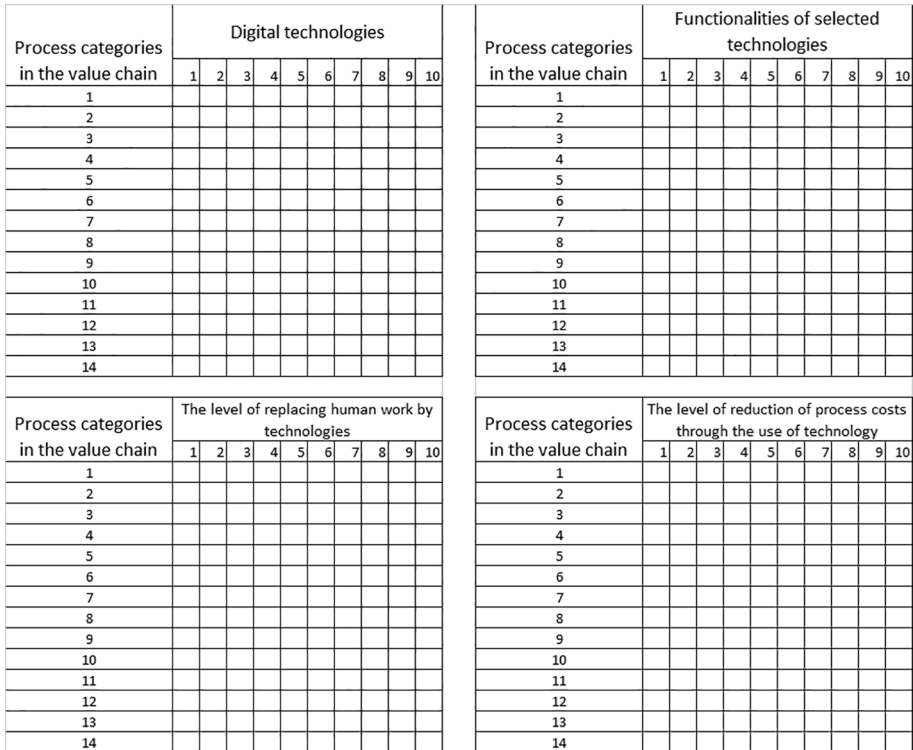 Process categories
in the value chain
Digital technologies
1 2 3 4 5 6 7 8 9 10
1
2
3
4
5
6
7
8
9
10
11
12
13
14
Process categories
in the value chain
Functionalities of selected
technologies
1 2 3 4 5 6 7 8 9 10
1
2
3
4
5
6
7
8
9
10
11
12
13
14
Process categories
in the value chain
The level of replacing human work by
technologies
1 2 3 4 5 6 7 8 9 10
1
2
3
4
5
6
7
8
9
10
11
12
13
14
Process categories
in the value chain
The level of reduction of process costs
through the use of technology
1 2 3 4 5 6 7 8 9 10
1
2
3
4
5
6
7
8
9
10
11
12
13
14